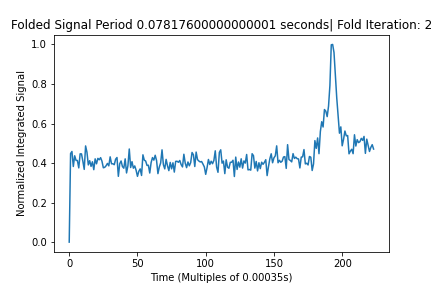 Folded Signal Period 0.07817600000000001 seconds| Fold Iteration: 2
1.0
0.8
0.6
0.4
0.2
0.0
Normalized Integrated Signal
0 50 100 150 200
Time (Multiples of 0.00035s)